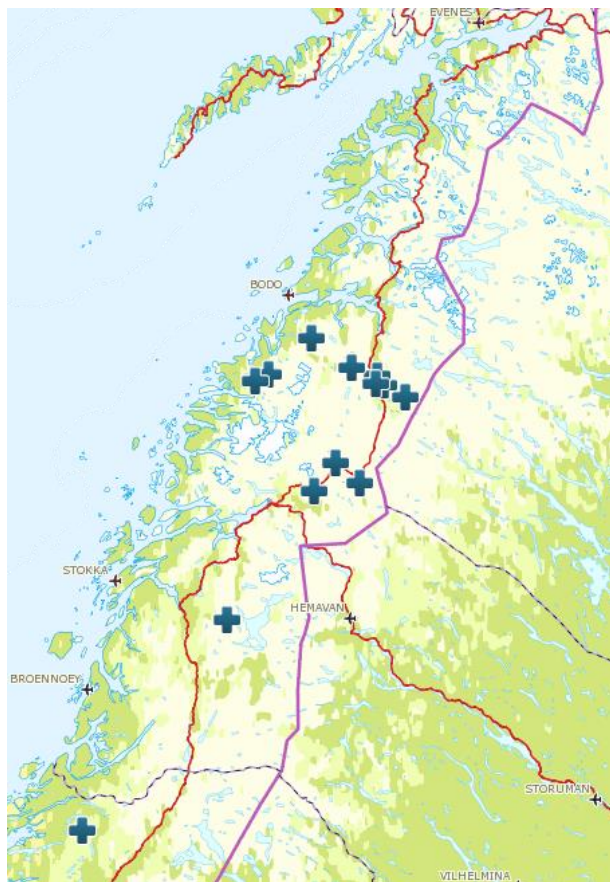 EVENES
BODO
STOKKA
HEMAVAN
BROENNOEY
STORUMAN
VILHELMINA